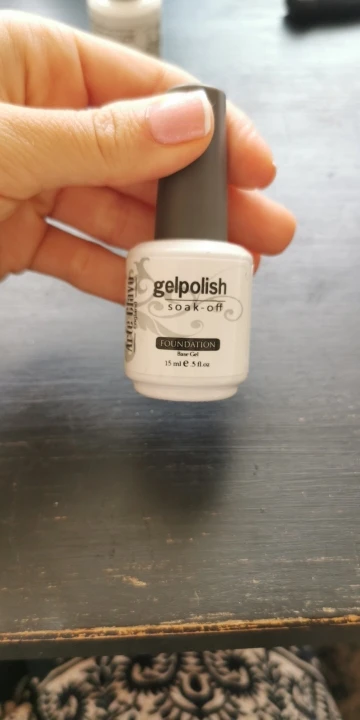 gelpolish
soak-off
FOUNDATION
Base Gel
15 ml e .5 fl oz